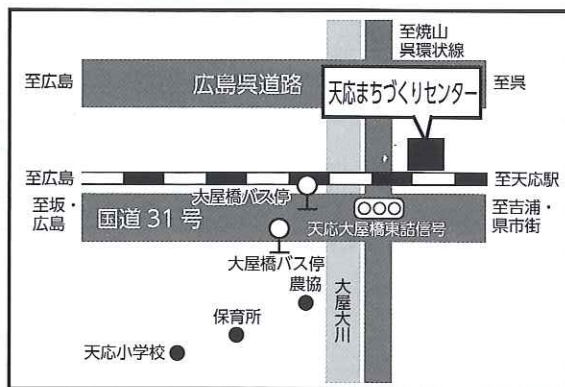 至焼山
呉環状線
至広島
広島呉道路
至呉
天応まちづくりセンター
至広島
至天応駅
大屋橋バス停
至坂・
広島
国道31号
天応大屋橋東詰信号
至吉浦・
県市街
大屋橋バス停
農協
大屋大川
保育所
天応小学校